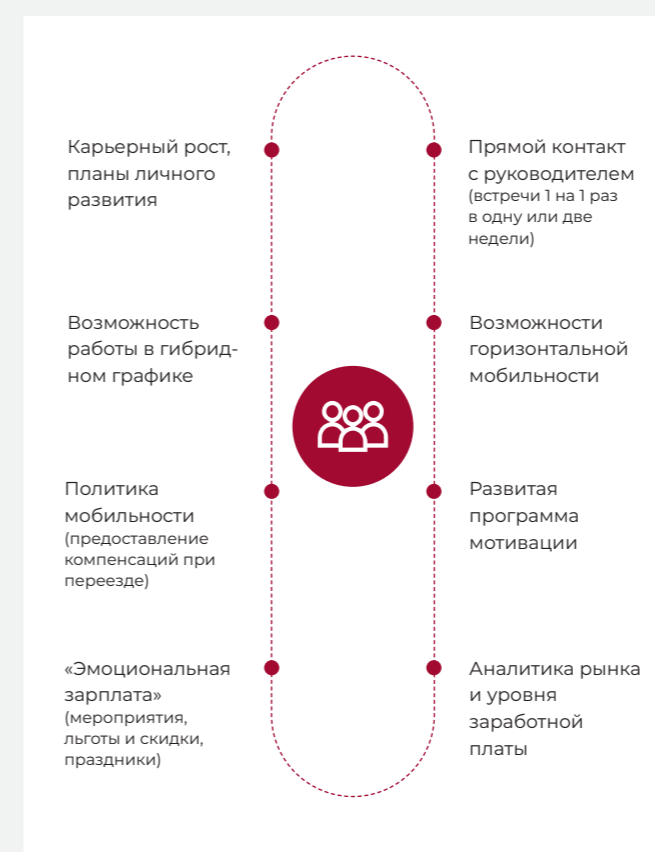 Карьерный рост,
планы личного
развития
Прямой контакт
с руководителем
(встречи 1 на 1 раз
в одну или две
недели)
Возможность
работы в гибрид-
ном графике
Возможности
горизонтальной
мобильности
Политика
мобильности
(предоставление
компенсаций при
переезде)
Развитая
программа
мотивации
«Эмоциональная
зарплата»
(мероприятия,
льготы и скидки,
праздники)
Аналитика рынка
и уровня
заработной
платы